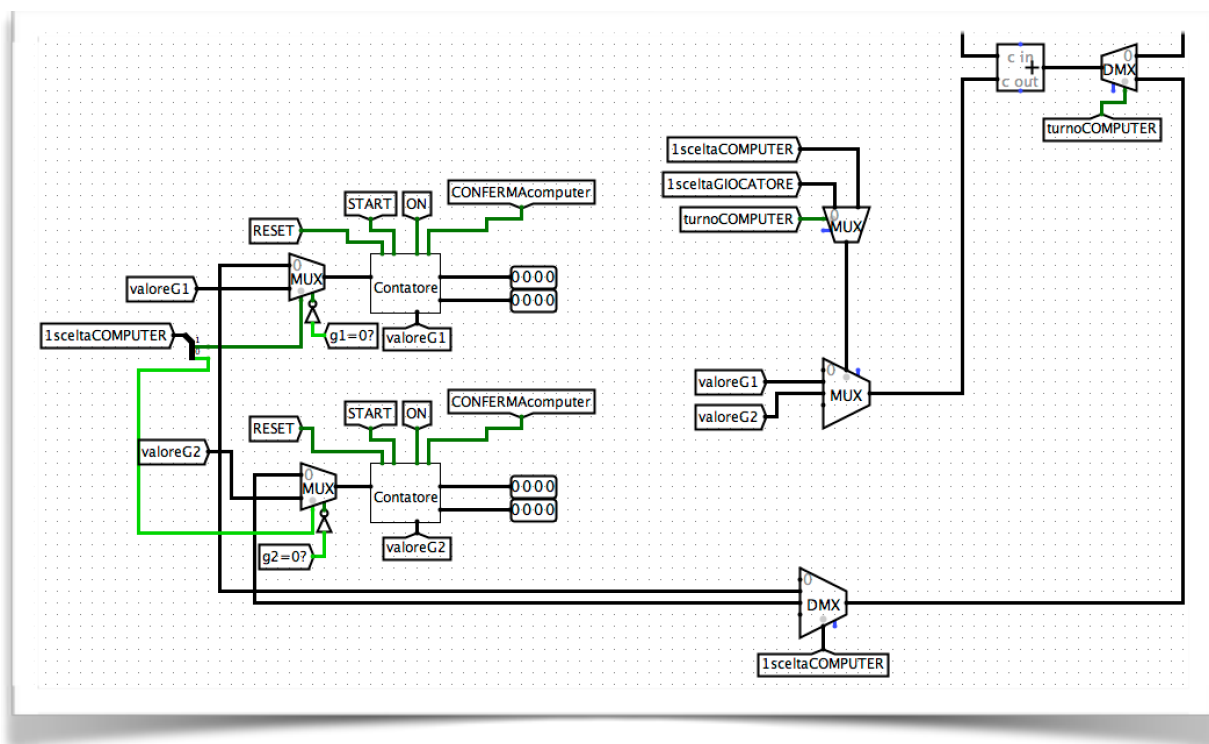 c in
+
c out
0
DMX
turnoCOMPUTER
1sceltaCOMPUTER
1sceltaGIOCATORE
turnoCOMPUTER
0
MUX
START
ON
CONFERMAcomputer
RESET
0
MUX
Contatore
0000
0000
valoreG1
g1=0?
valoreG1
1sceltaCOMPUTER
1
0
valoreG1
valoreG2
0
MUX
START
ON
CONFERMAcomputer
RESET
valoreG2
0
MUX
Contatore
0000
0000
g2=0?
valoreG2
0
DMX
1sceltaCOMPUTER